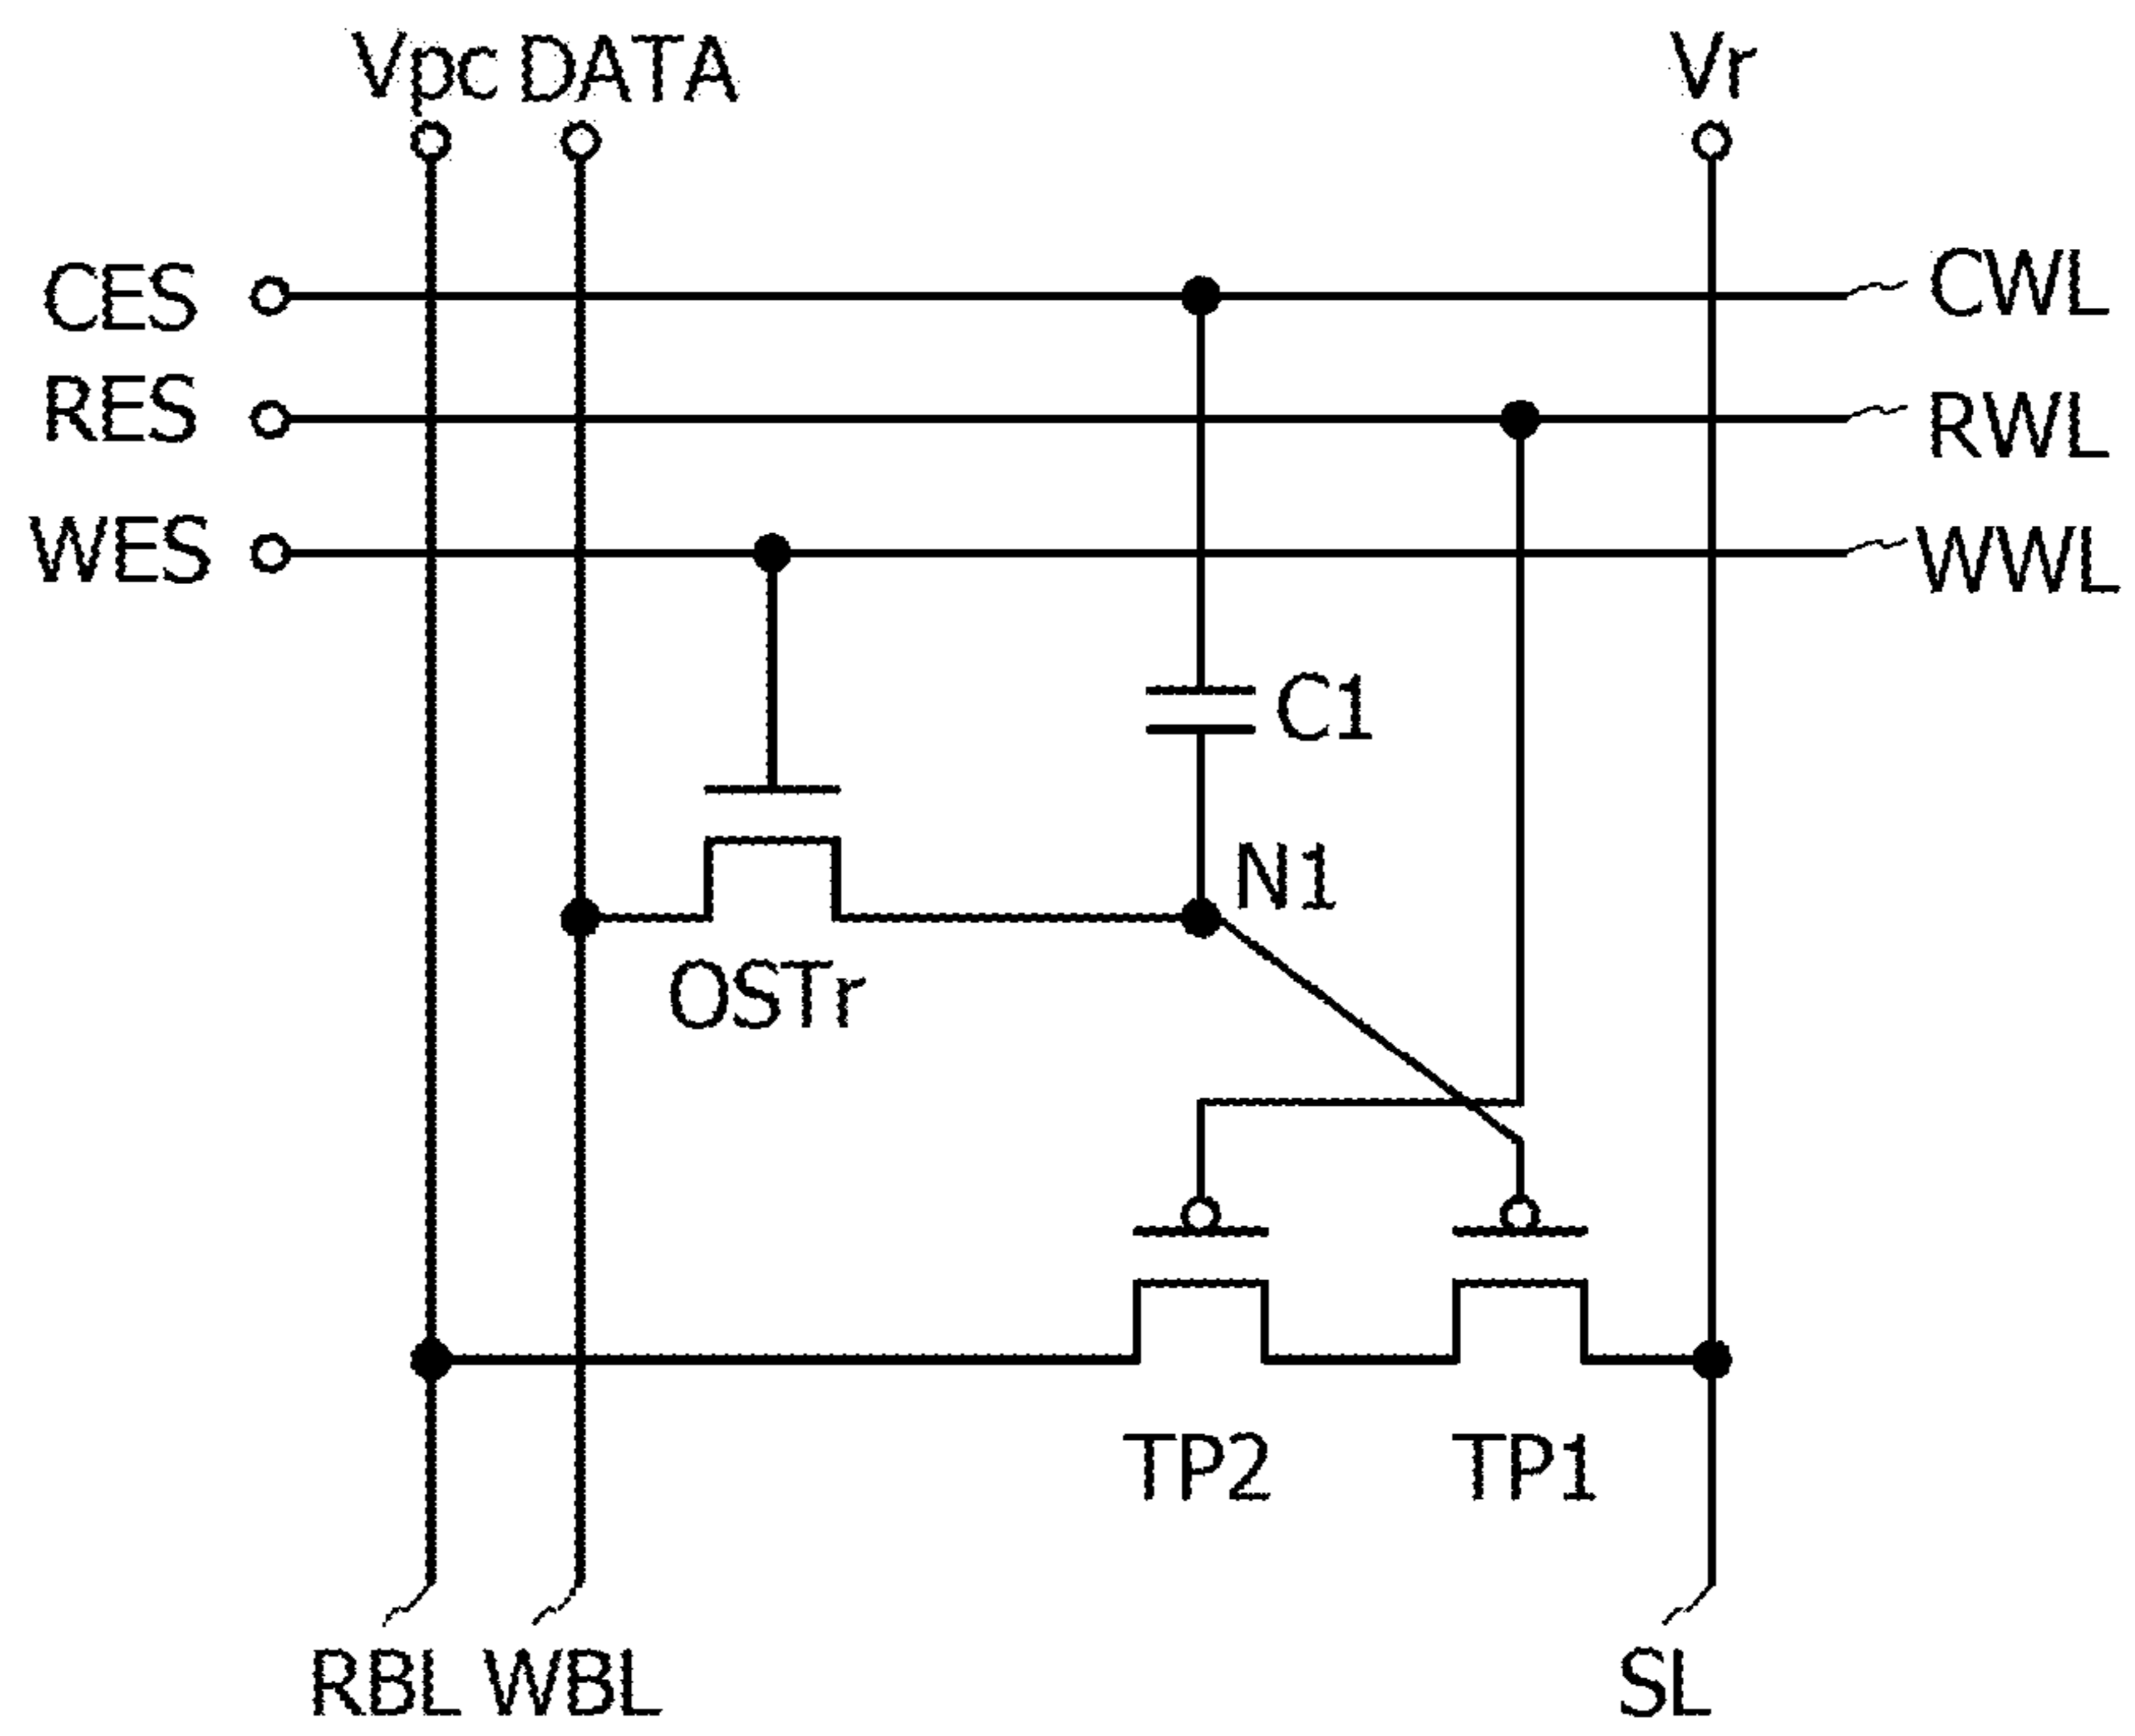 Vpc DATA Vr
CES CWL
RES RWL
WES WWL
C1
N1
OSTr
TP2 TP1
RBL WBL SL